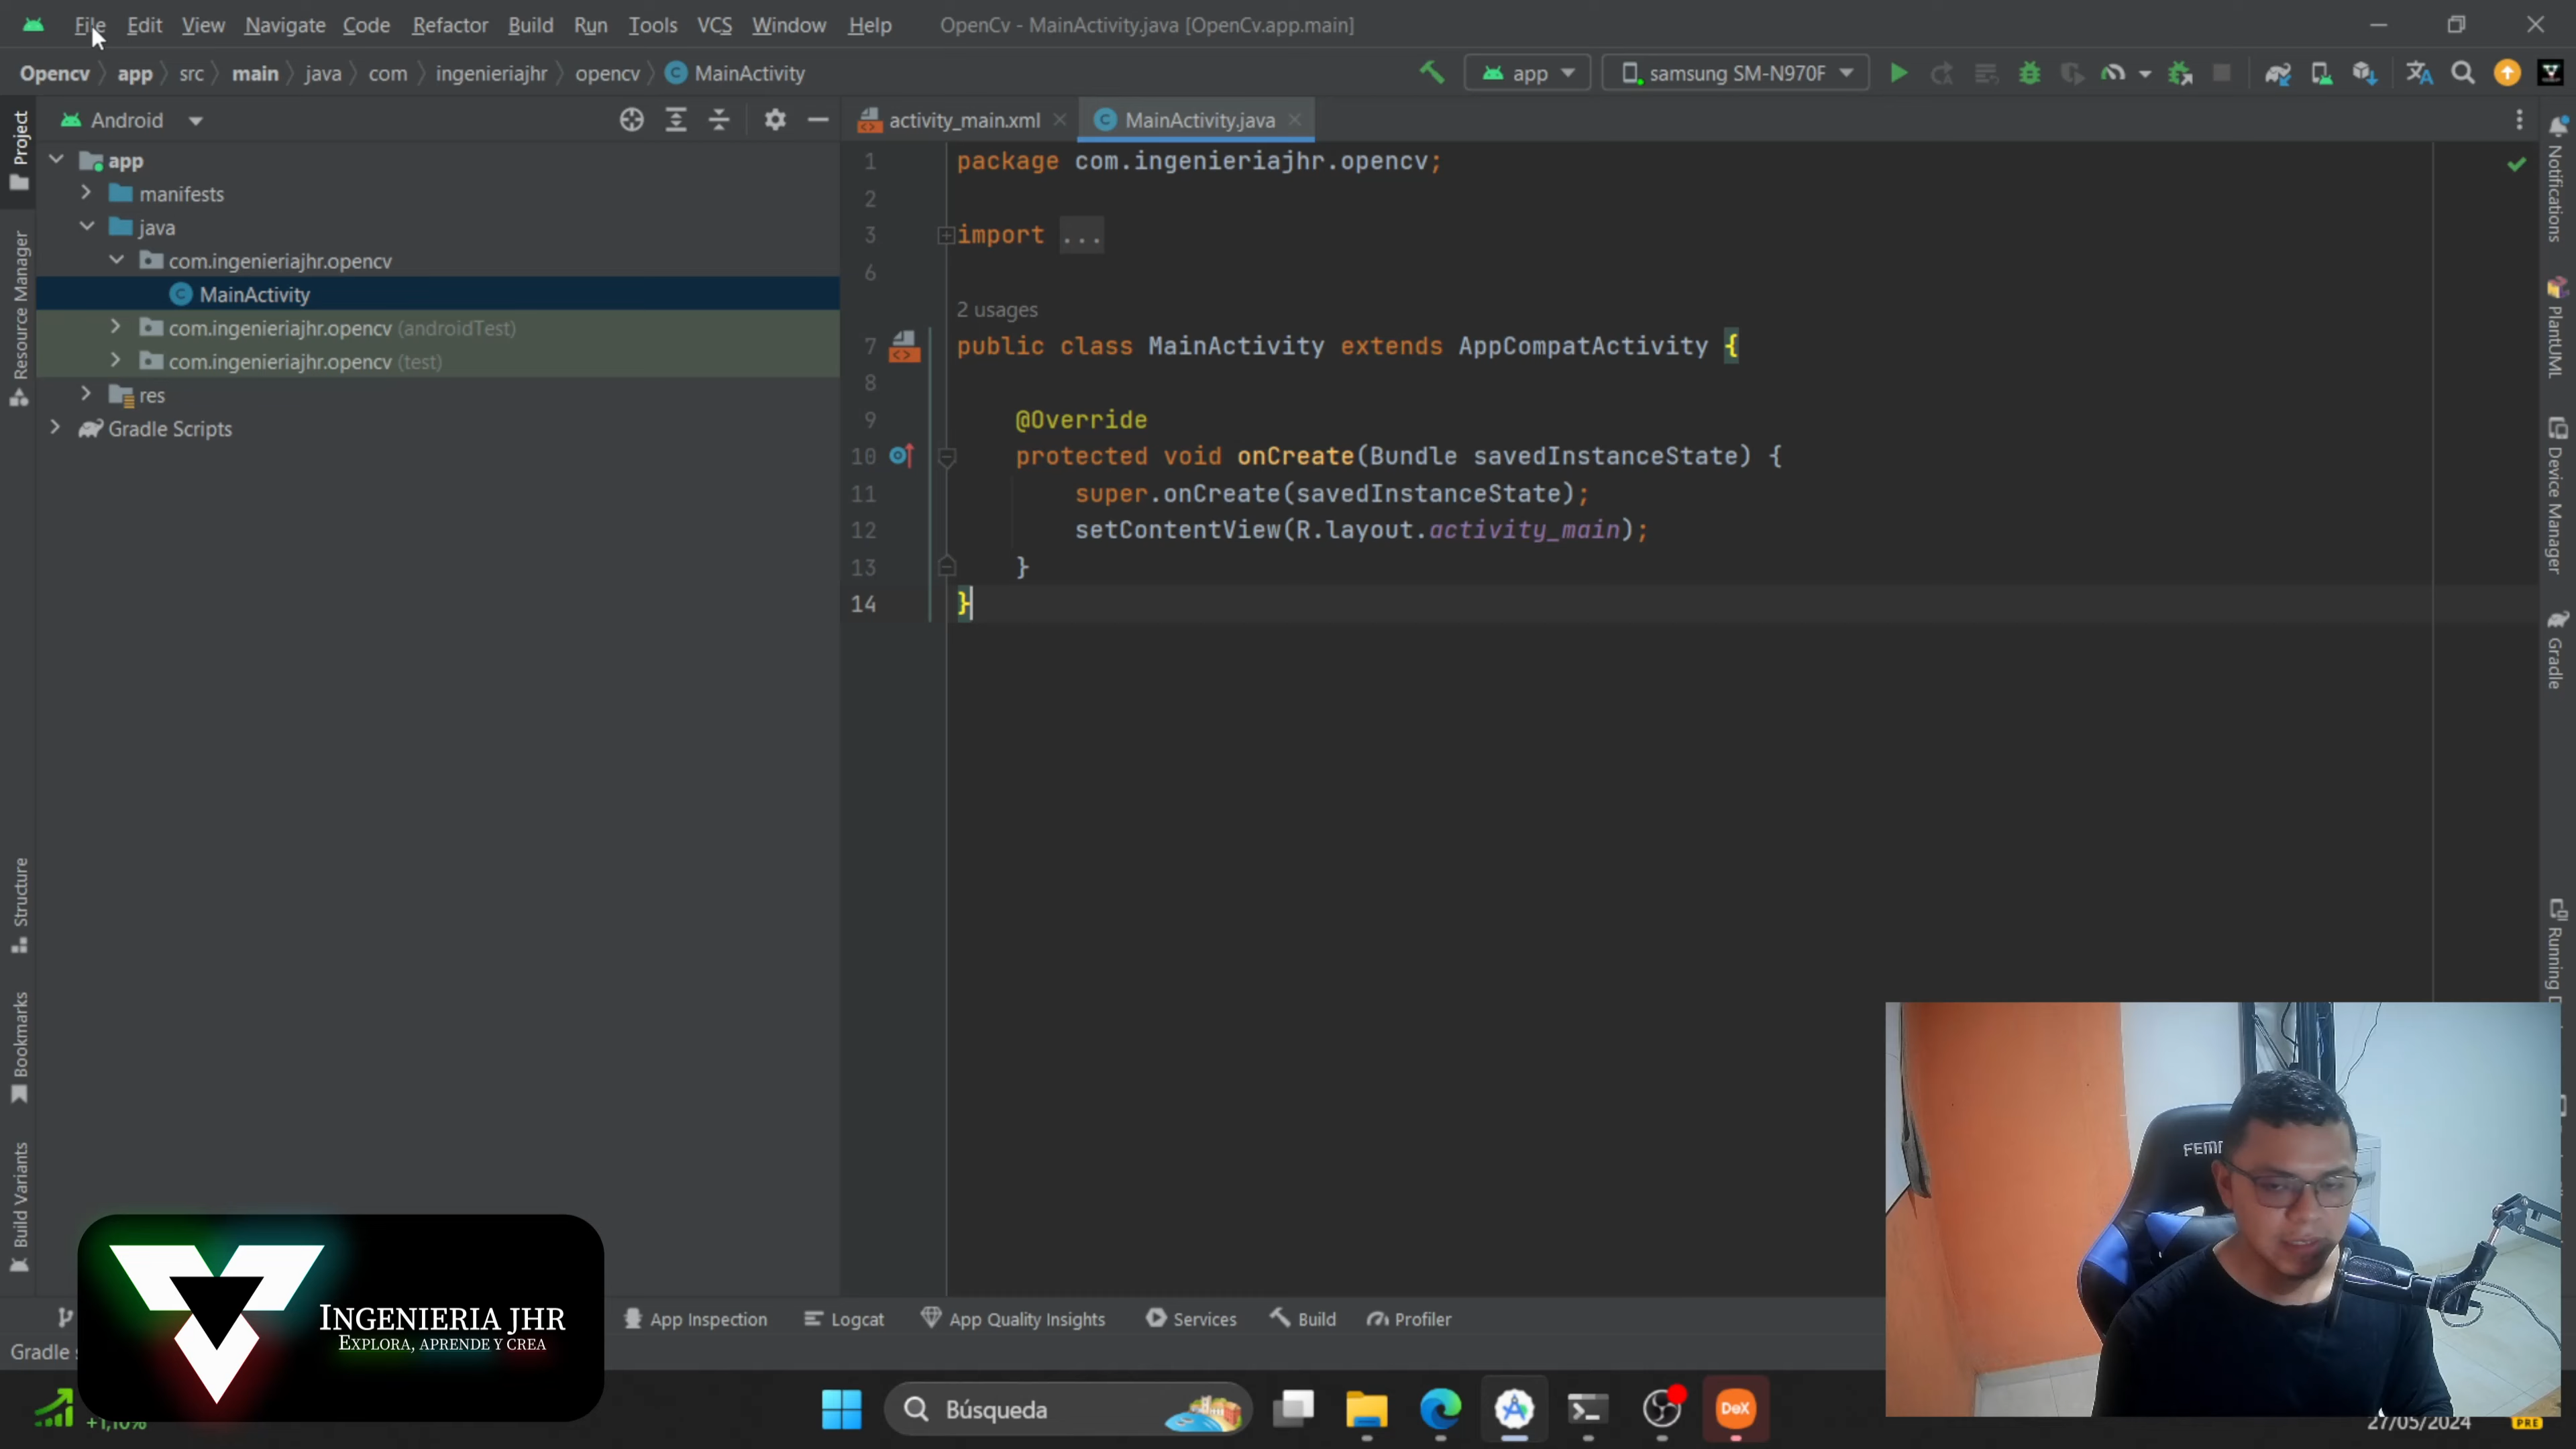 File Edit View Navigate Code Refactor Build Run Tools VCS Window Help OpenCv - MainActivity.java [OpenCv.app.main]
Opencv app src main java com ingenieriajhr opencv MainActivity app samsung SM-N970F
Project
Android
activity_main.xml
MainActivity.java
Notifications
app
manifests
java
com.ingenieriajhr.opencv
MainActivity
com.ingenieriajhr.opencv (androidTest)
com.ingenieriajhr.opencv (test)
res
Gradle Scripts
Resource Manager
Structure
Bookmarks
Build Variants
1 package com.ingenieriajhr.opencv;
2
3 import ...
6
2 usages
7 public class MainActivity extends AppCompatActivity {
8
9 @Override
10 protected void onCreate(Bundle savedInstanceState) {
11 super.onCreate(savedInstanceState);
12 setContentView(R.layout.activity_main);
13 }
14 }
PlantUML
Device Manager
Gradle
Running
FEMM
INGENIERIA JHR
EXPLORA, APRENDE Y CREA
App Inspection Logcat App Quality Insights Services Build Profiler
Gradle
+1,10%
Búsqueda
DeX
27/05/2024
PRE